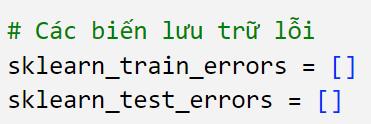 # Các biến lưu trữ lỗi
sklearn_train_errors = []
sklearn_test_errors = []